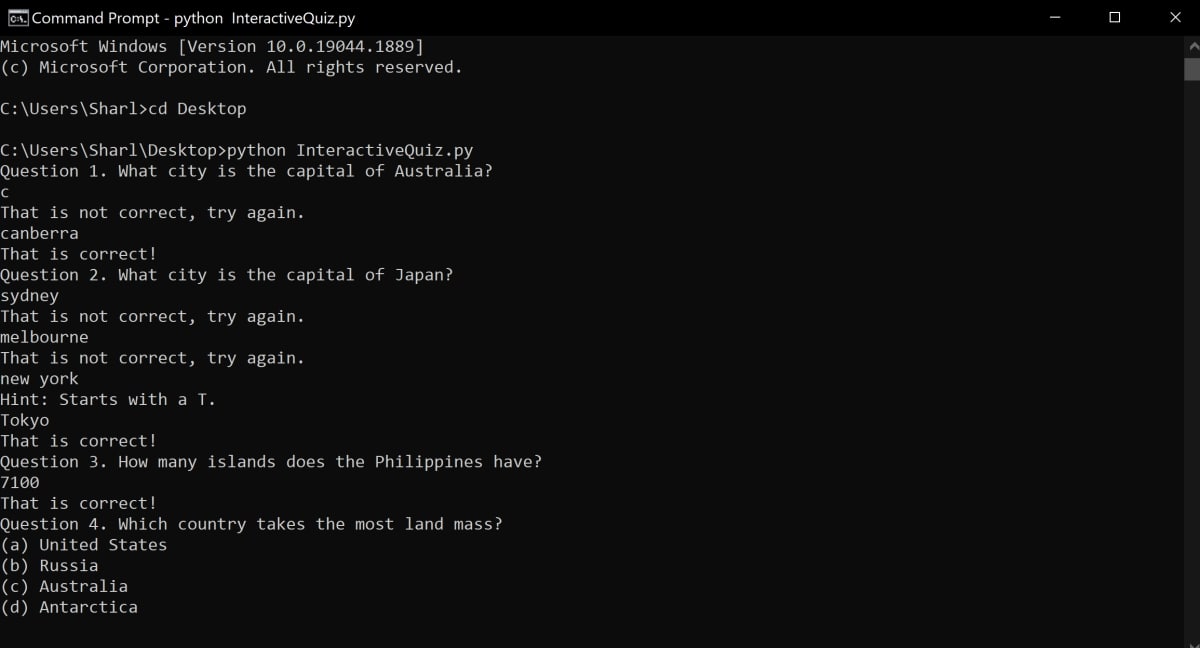 Command Prompt - python  InteractiveQuiz.py
Microsoft Windows [Version 10.0.19044.1889]
(c) Microsoft Corporation. All rights reserved.
C:\Users\Sharl>cd Desktop
C:\Users\Sharl\Desktop>python InteractiveQuiz.py
Question 1. What city is the capital of Australia?
c
That is not correct, try again.
canberra
That is correct!
Question 2. What city is the capital of Japan?
sydney
That is not correct, try again.
melbourne
That is not correct, try again.
new york
Hint: Starts with a T.
Tokyo
That is correct!
Question 3. How many islands does the Philippines have?
7100
That is correct!
Question 4. Which country takes the most land mass?
(a) United States
(b) Russia
(c) Australia
(d) Antarctica